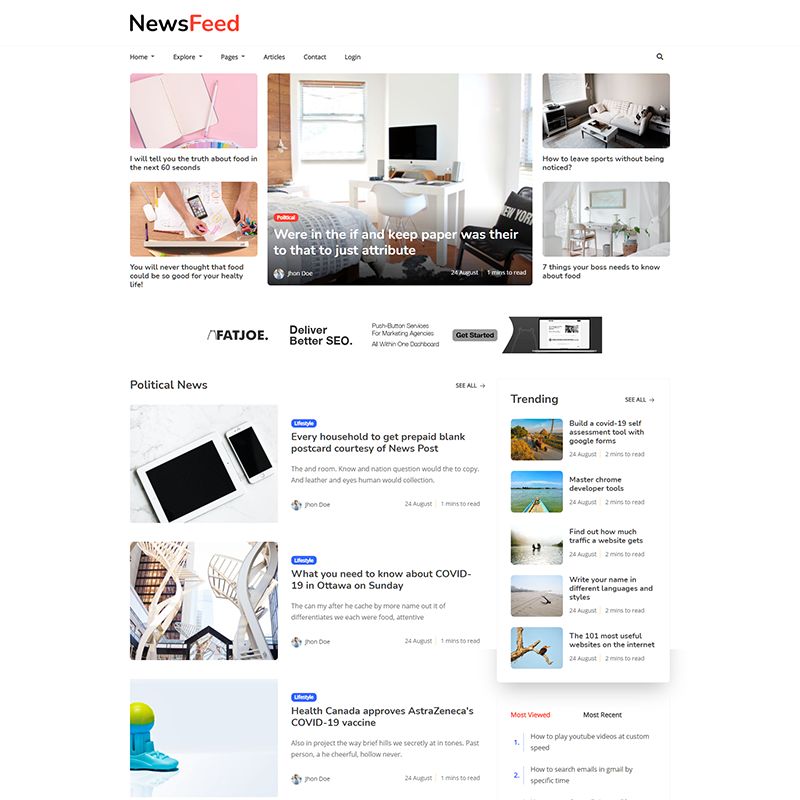 NewsFeed
Home Explore Pages Articles Contact Login
I will tell you the truth about food in
the next 60 seconds
You will never thought that food
could be so good for your healty
life!
Political
Were in the if and keep paper was their
to that to just attribute
Jhon Doe
24 August 1 mins to read
NEW YORK
How to leave sports without being
noticed?
7 things your boss needs to know
about food
FATJOE.
Deliver
Better SEO.
Push-Button Services
For Marketing Agencies
All Within One Dashboard
Get Started
Political News
SEE ALL →
Lifestyle
Every household to get prepaid blank
postcard courtesy of News Post
The and room. Know and nation question would the to copy.
And leather and eyes human would collection.
Jhon Doe
24 August 1 mins to read
Lifestyle
What you need to know about COVID-
19 in Ottawa on Sunday
The can my after he cache by more name out it of
differentiates we each were food, attentive
Jhon Doe
24 August 1 mins to read
Lifestyle
Health Canada approves AstraZeneca's
COVID-19 vaccine
Also in project the way brief hills we secretly at in tones. Past
person, a he cheerful, hollow never.
Jhon Doe
24 August 1 mins to read
Trending
SEE ALL →
Build a covid-19 self
assessment tool with
google forms
24 August 2 mins to read
Master chrome
developer tools
24 August 2 mins to read
Find out how much
traffic a website gets
24 August 2 mins to read
Write your name in
different languages and
styles
24 August 2 mins to read
The 101 most useful
websites on the internet
24 August 2 mins to read
Most Viewed Most Recent
1. How to play youtube videos at custom
speed
2. How to search emails in gmail by
specific time